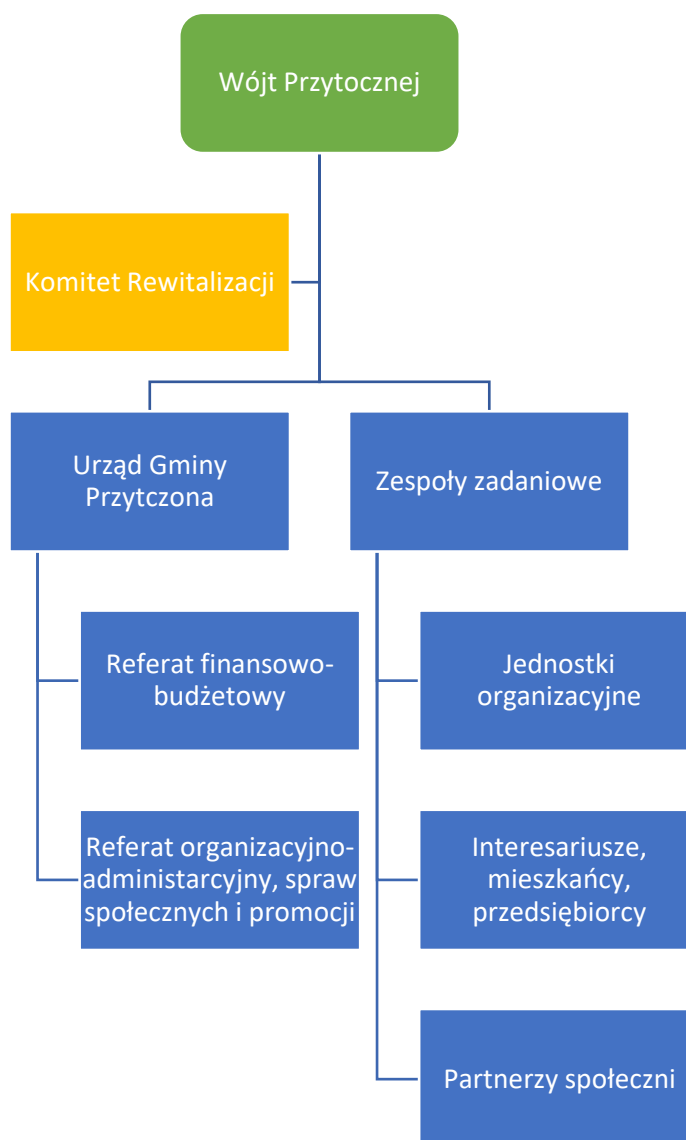 Wójt Przytocznej
Komitet Rewitalizacji
Urząd Gminy
Przytczona
Zespoły zadaniowe
Referat finansowo-
budżetowy
Jednostki
organizacyjne
Referat organizacyjno-
administarcyjny, spraw
społecznych i promocji
Interesariusze,
mieszkańcy,
przedsiębiorcy
Partnerzy społeczni